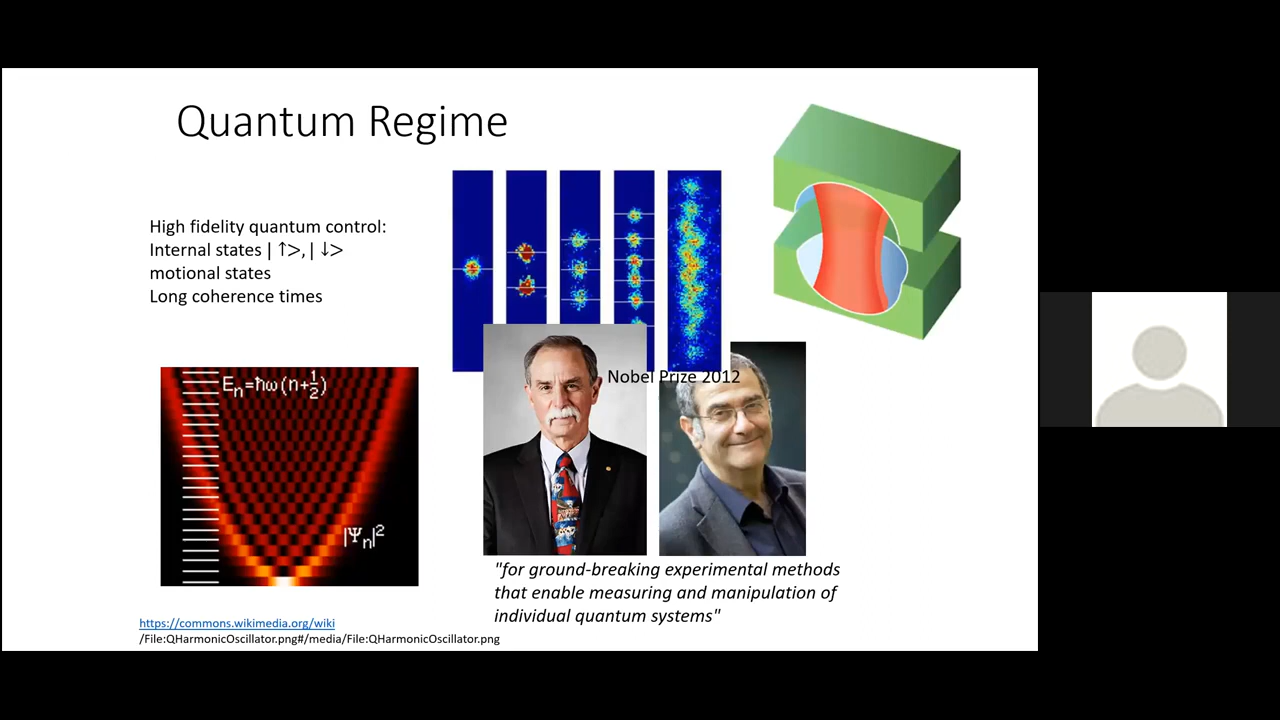 Quantum Regime
High fidelity quantum control:
Internal states | ↑>, | ↓>
motional states
Long coherence times
Eₙ=ħω(n+½)
|Ψₙ|²
Nobel Prize 2012
"for ground-breaking experimental methods
that enable measuring and manipulation of
individual quantum systems"
https://commons.wikimedia.org/wiki
/File:QHarmonicOscillator.png#/media/File:QHarmonicOscillator.png